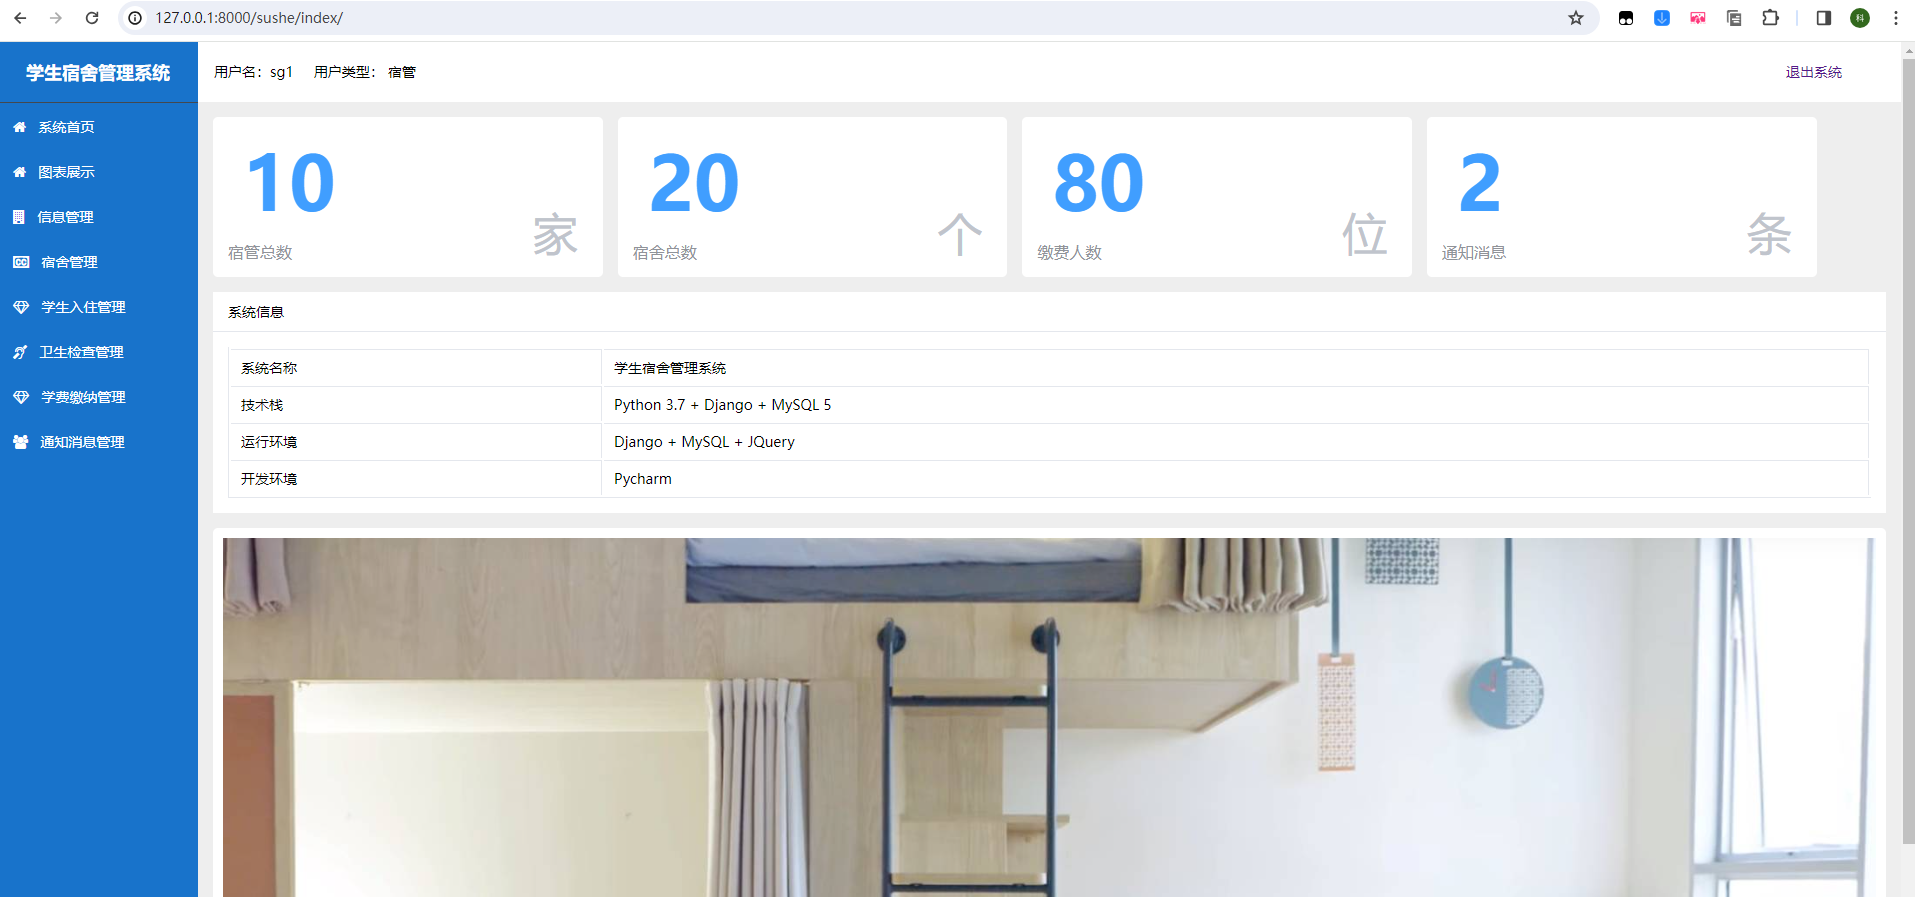 127.0.0.1:8000/sushe/index/
科
学生宿舍管理系统
用户名：sg1 用户类型： 宿管
退出系统
系统首页
图表展示
信息管理
宿舍管理
学生入住管理
卫生检查管理
学费缴纳管理
通知消息管理
10
家
宿管总数
20
个
宿舍总数
80
位
缴费人数
2
条
通知消息
系统信息
系统名称 学生宿舍管理系统
技术栈 Python 3.7 + Django + MySQL 5
运行环境 Django + MySQL + JQuery
开发环境 Pycharm